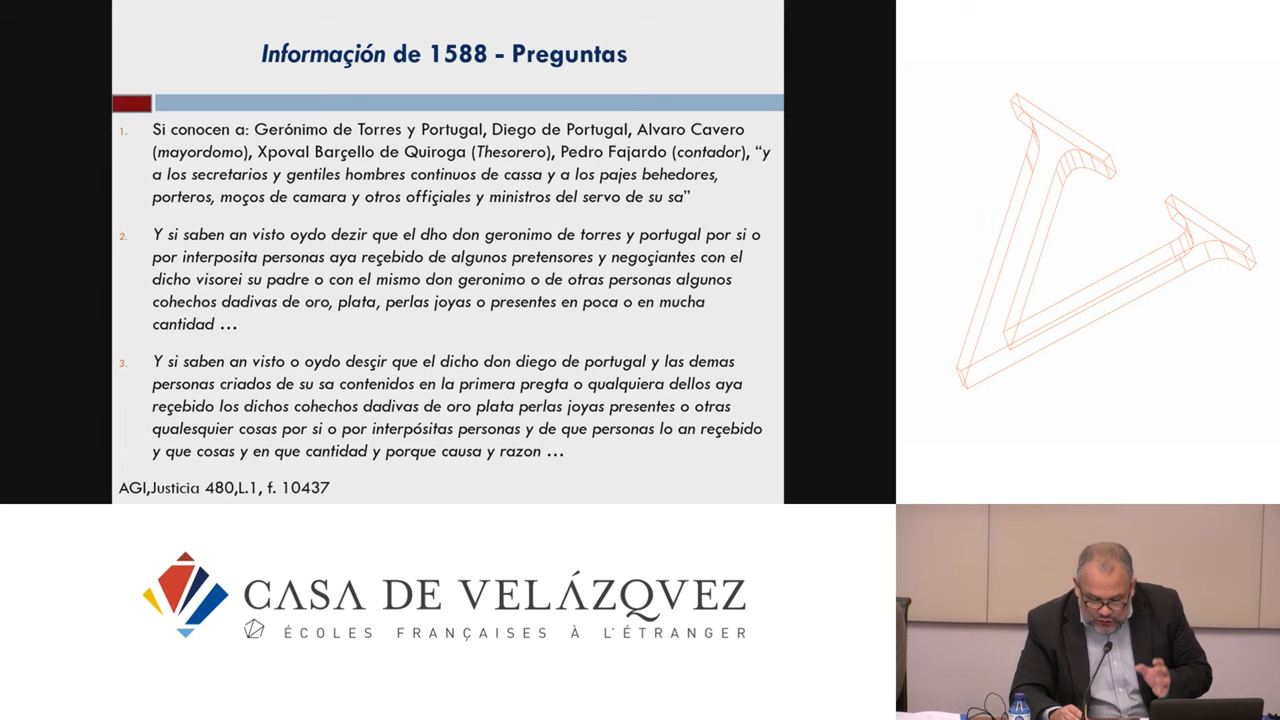 Informaçión de 1588 - Preguntas
1. Si conocen a: Gerónimo de Torres y Portugal, Diego de Portugal, Alvaro Cavero
(mayordomo), Xpoval Barçello de Quiroga (Thesorero), Pedro Fajardo (contador), “y
a los secretarios y gentiles hombres continuos de cassa y a los pajes behedores,
porteros, moços de camara y otros offiçiales y ministros del servo de su sa”
2. Y si saben an visto oydo dezir que el dho don geronimo de torres y portugal por si o
por interposita personas aya reçebido de algunos pretensores y negoçiantes con el
dicho visorei su padre o con el mismo don geronimo o de otras personas algunos
cohechos dadivas de oro, plata, perlas joyas o presentes en poca o en mucha
cantidad …
3. Y si saben an visto o oydo desçir que el dicho don diego de portugal y las demas
personas criados de su sa contenidos en la primera pregta o qualquiera dellos aya
reçebido los dichos cohechos dadivas de oro plata perlas joyas presentes o otras
qualesquier cosas por si o por interpósitas personas y de que personas lo an reçebido
y que cosas y en que cantidad y porque causa y razon …
AGI,Justicia 480,L.1, f. 10437
CASA DE VELÁZQVEZ
ÉCOLES FRANÇAISES À L'ÉTRANGER